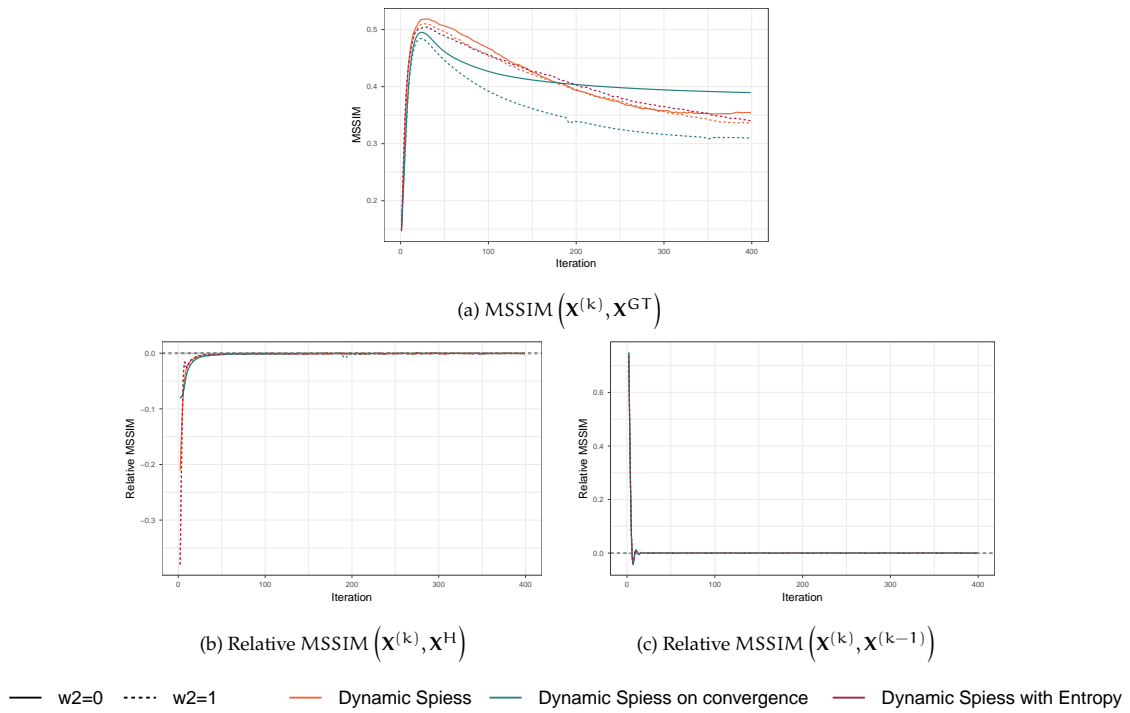 0.5
0.4
0.3
0.2
MSSIM
0 100 200 300 400
Iteration
(a) MSSIM (X^(k), X^GT)
0.0
−0.1
−0.2
−0.3
Relative MSSIM
0 100 200 300 400
Iteration
(b) Relative MSSIM (X^(k), X^H)
0.6
0.4
0.2
0.0
Relative MSSIM
0 100 200 300 400
Iteration
(c) Relative MSSIM (X^(k), X^(k−1))
w2=0 w2=1 Dynamic Spiess Dynamic Spiess on convergence Dynamic Spiess with Entropy